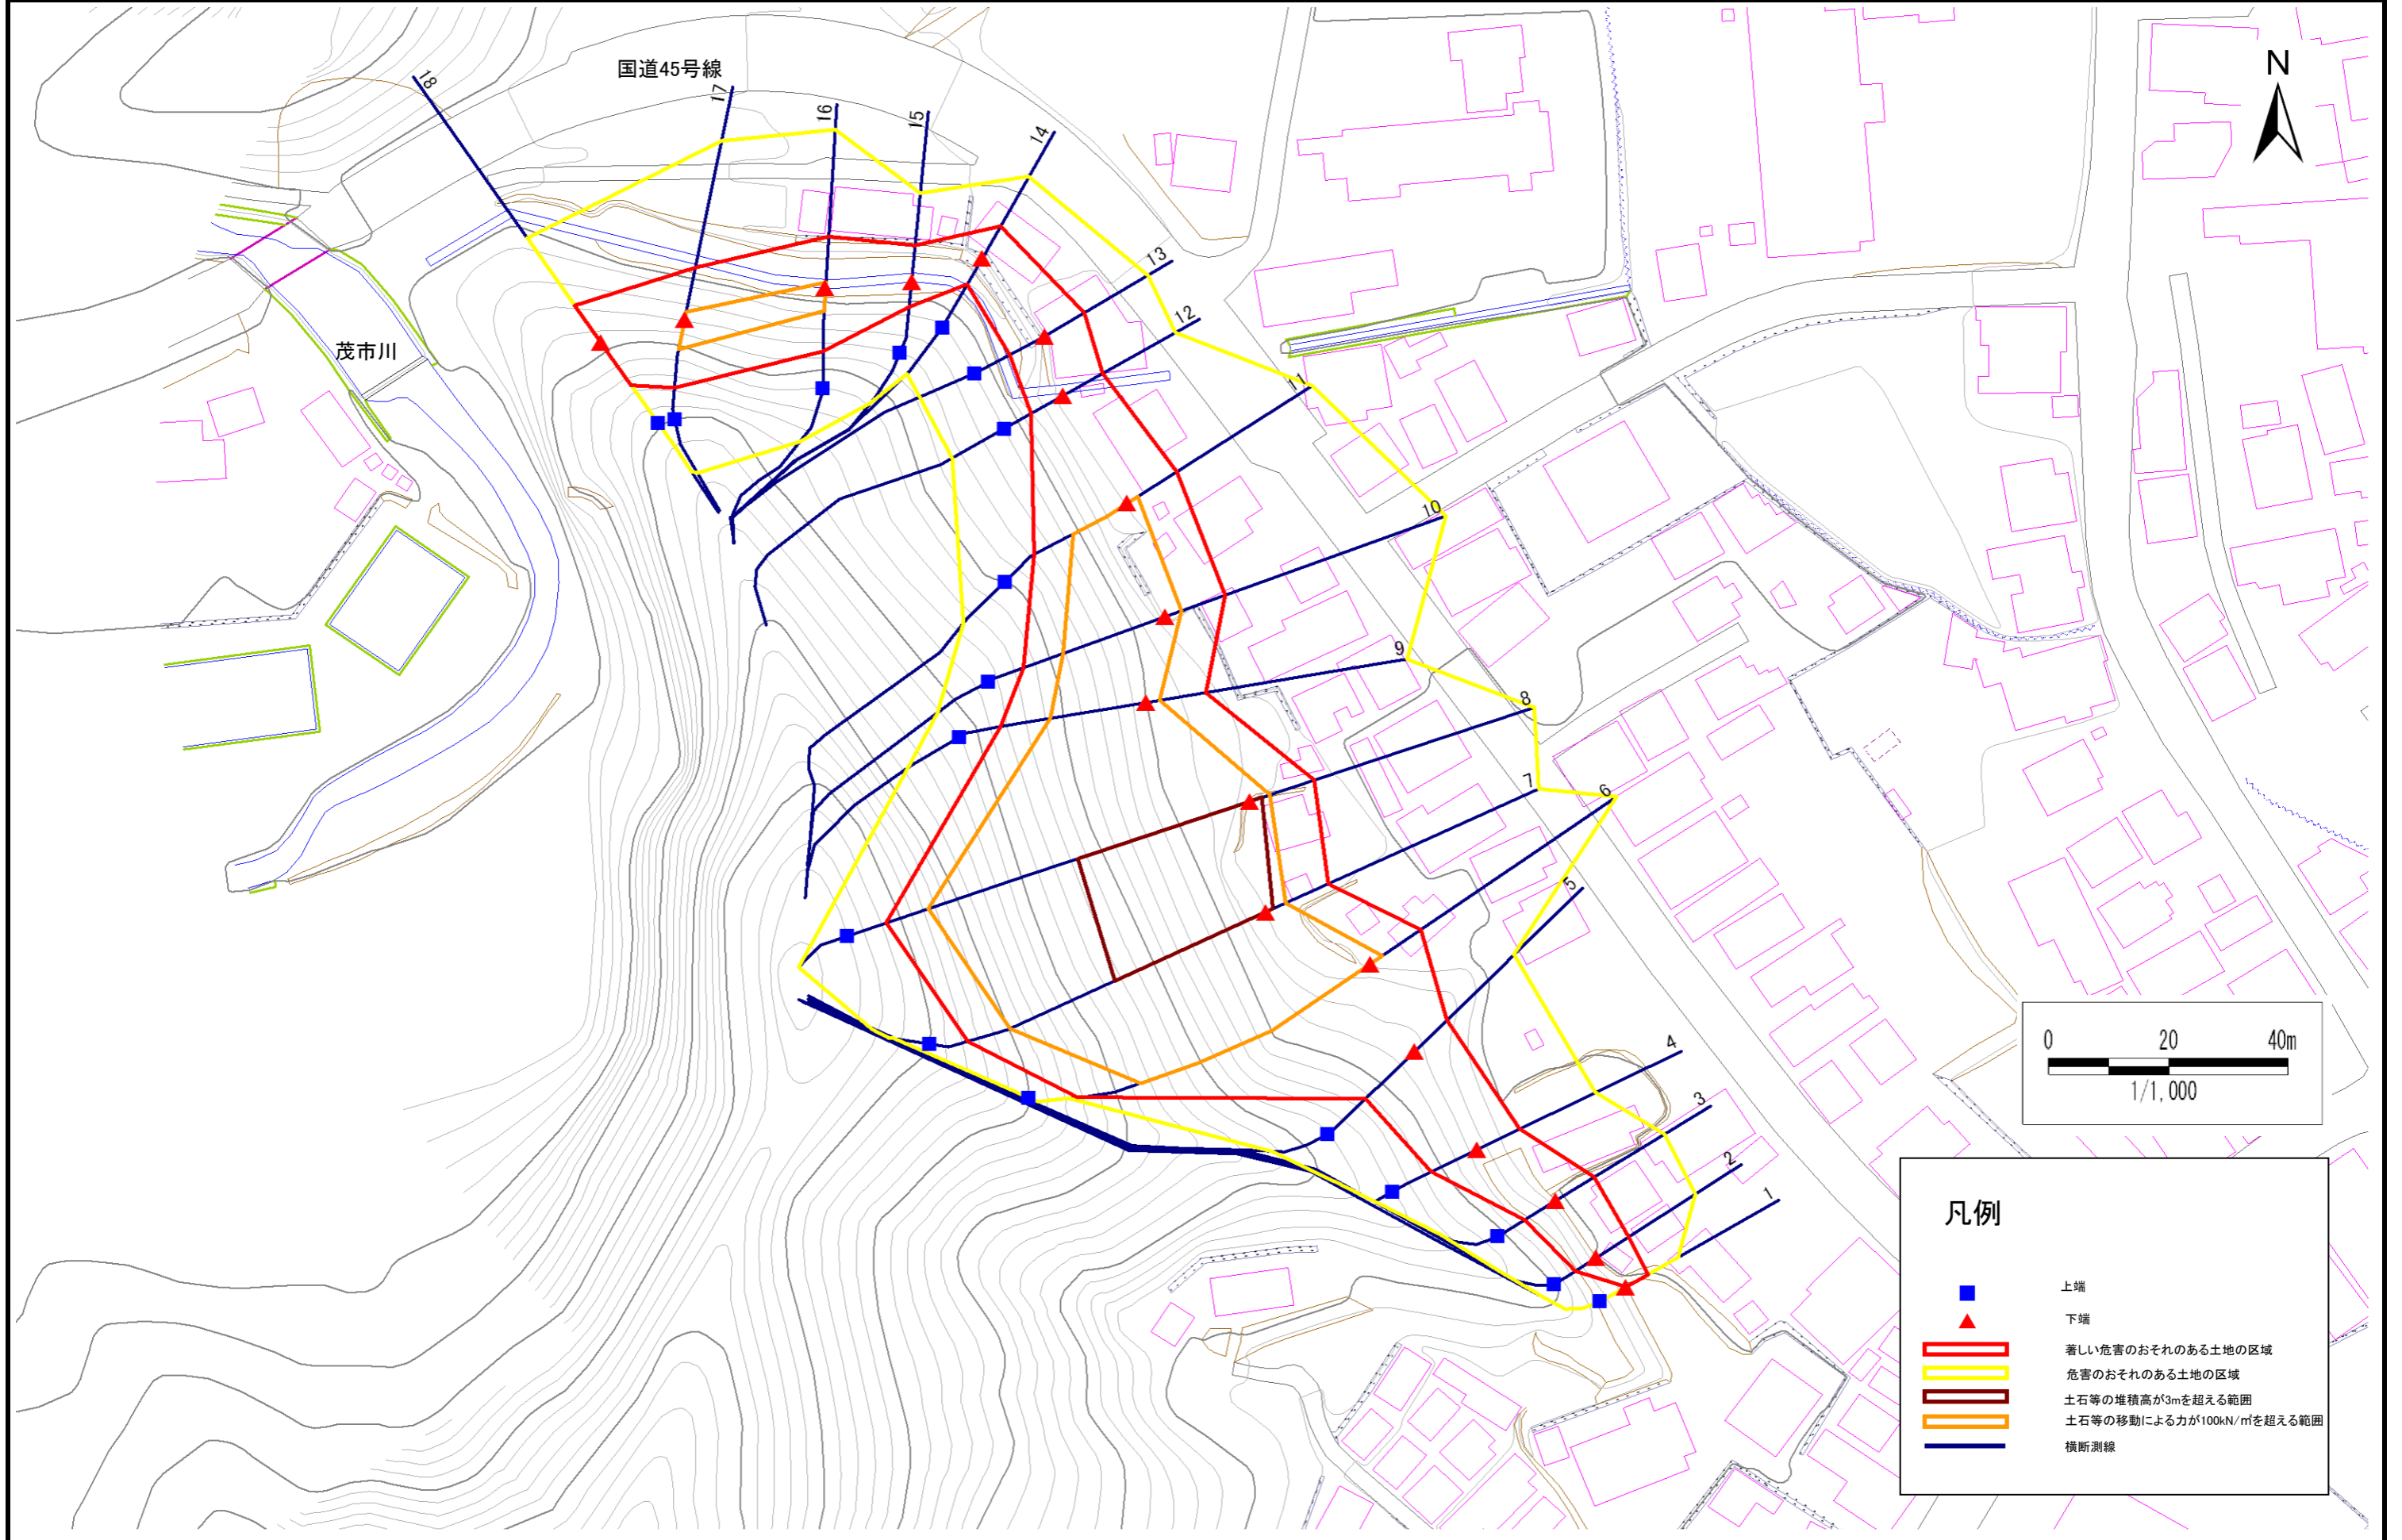 国道45号線
N
18
17
16
15
14
13
12
茂市川
11
10
9
8
7
6
5
4
3
2
1
0 20 40m
1/1,000
凡例
上端
下端
著しい危害のおそれのある土地の区域
危害のおそれのある土地の区域
土石等の堆積高が3mを超える範囲
土石等の移動による力が100kN/㎡を超える範囲
横断測線